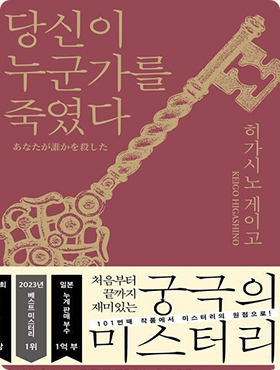 당신이
누군가를
죽였다
あなたが誰かを殺した
히가시노 게이고
KEIGO HIGASHINO
회
상
2023년
베스트 미스터리
1위
일본
누계 판매 부수
1억 부
처음부터
끝까지
재미있는
궁극의
101번째 작품에서 미스터리의 원점으로!
미스터리